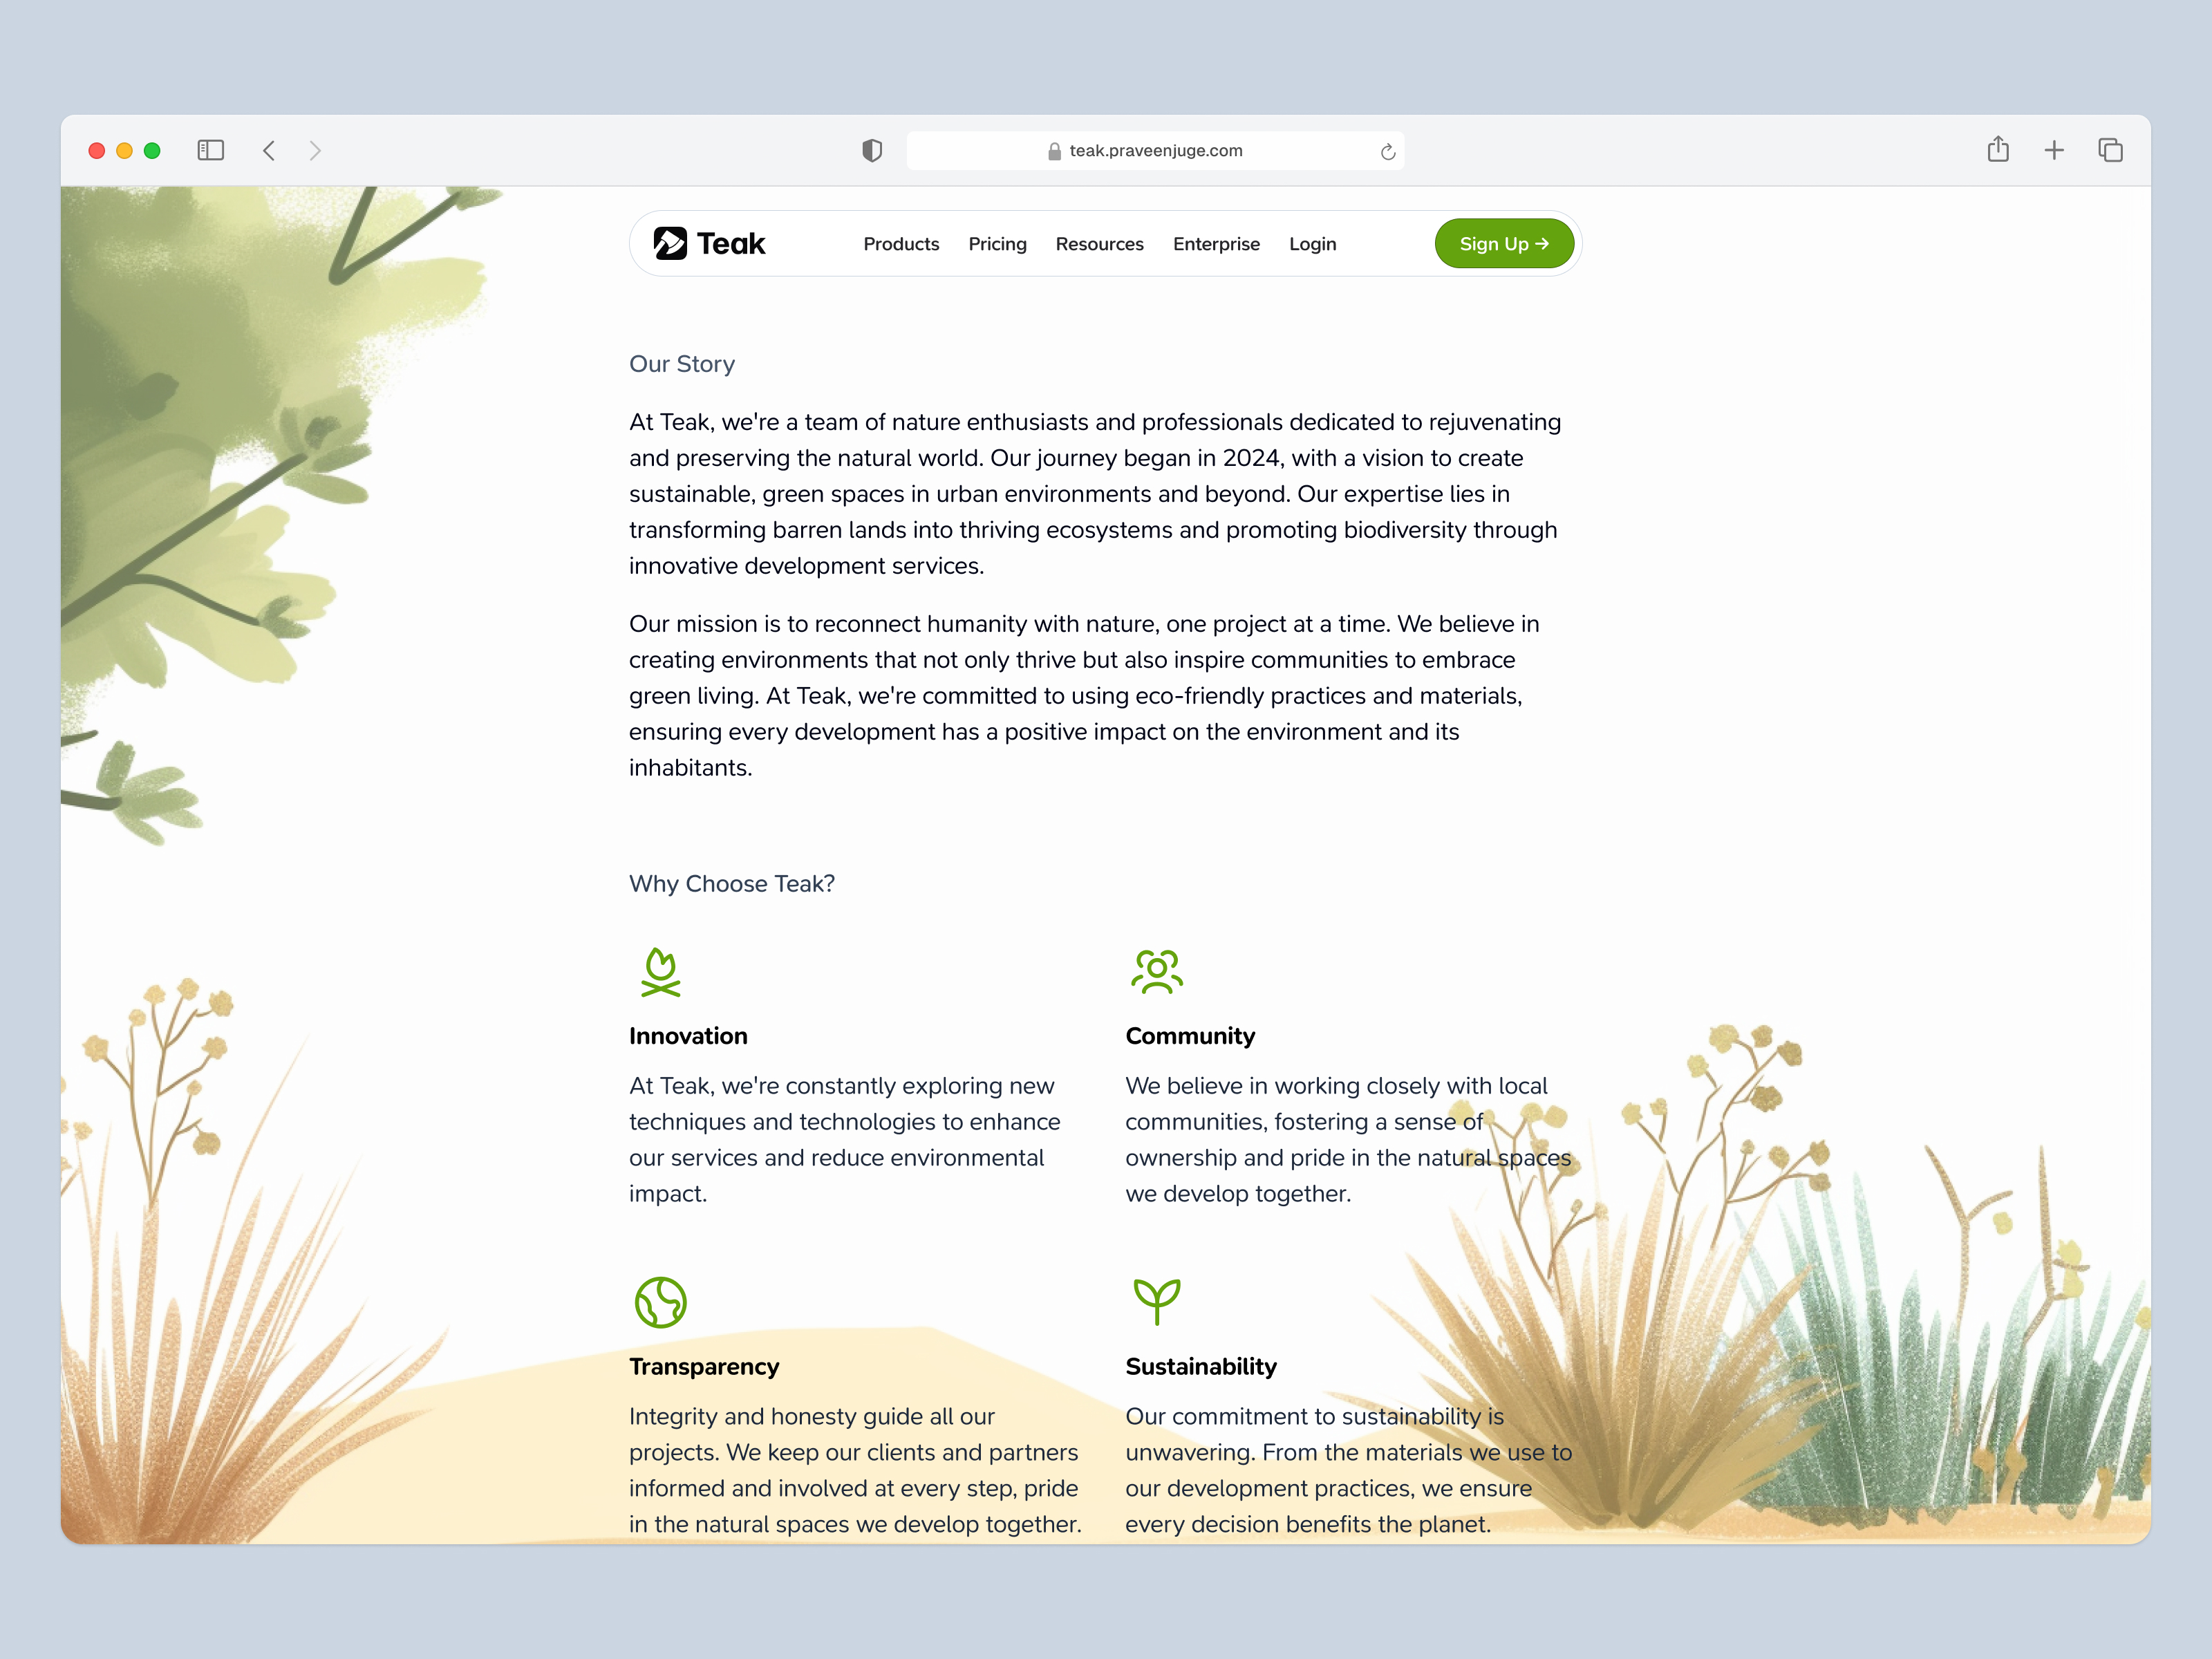 teak.praveenjuge.com
Teak
Products Pricing Resources Enterprise Login
Sign Up →
Our Story
At Teak, we're a team of nature enthusiasts and professionals dedicated to rejuvenating
and preserving the natural world. Our journey began in 2024, with a vision to create
sustainable, green spaces in urban environments and beyond. Our expertise lies in
transforming barren lands into thriving ecosystems and promoting biodiversity through
innovative development services.
Our mission is to reconnect humanity with nature, one project at a time. We believe in
creating environments that not only thrive but also inspire communities to embrace
green living. At Teak, we're committed to using eco-friendly practices and materials,
ensuring every development has a positive impact on the environment and its
inhabitants.
Why Choose Teak?
Innovation
At Teak, we're constantly exploring new
techniques and technologies to enhance
our services and reduce environmental
impact.
Community
We believe in working closely with local
communities, fostering a sense of
ownership and pride in the natural spaces
we develop together.
Transparency
Integrity and honesty guide all our
projects. We keep our clients and partners
informed and involved at every step, pride
in the natural spaces we develop together.
Sustainability
Our commitment to sustainability is
unwavering. From the materials we use to
our development practices, we ensure
every decision benefits the planet.